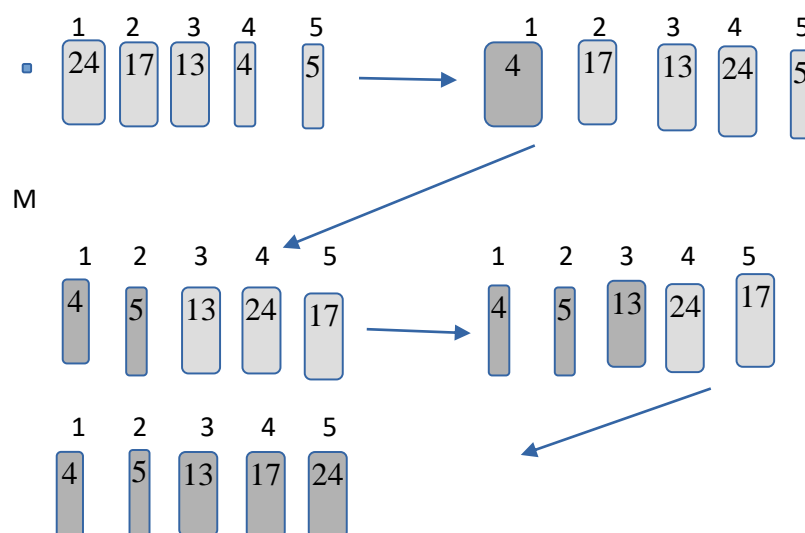 1 2 3 4 5 1 2 3 4 5
24 17 13 4 5 4 17 13 24 5
M
1 2 3 4 5 1 2 3 4 5
4 5 13 24 17 4 5 13 24 17
1 2 3 4 5
4 5 13 17 24